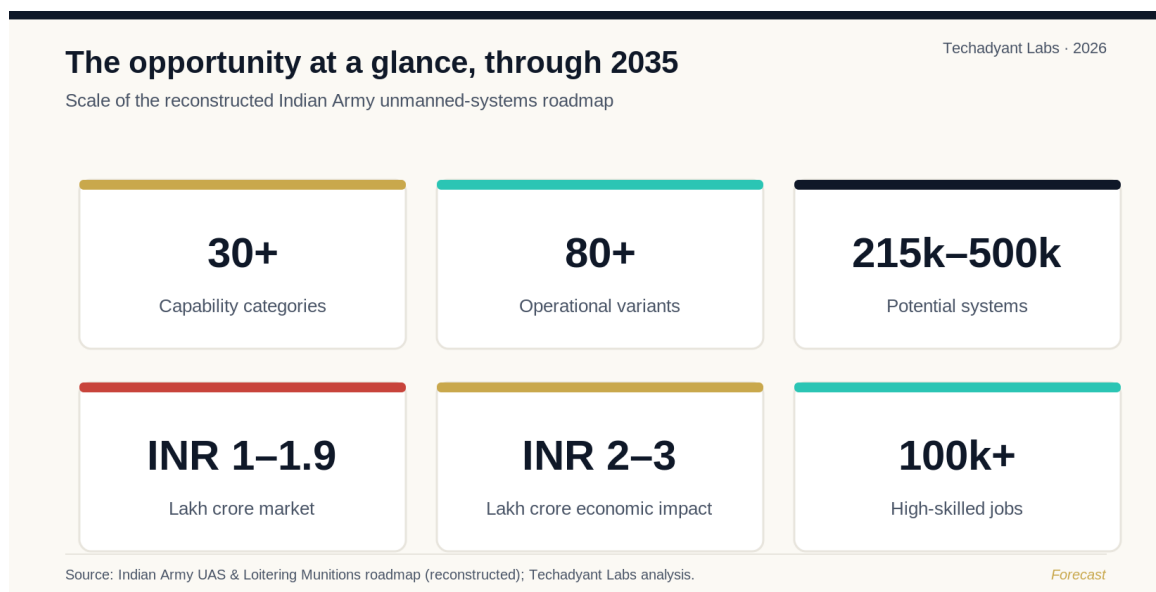 The opportunity at a glance, through 2035
Techadyant Labs · 2026
Scale of the reconstructed Indian Army unmanned-systems roadmap
30+
Capability categories
80+
Operational variants
215k–500k
Potential systems
INR 1–1.9
Lakh crore market
INR 2–3
Lakh crore economic impact
100k+
High-skilled jobs
Source: Indian Army UAS & Loitering Munitions roadmap (reconstructed); Techadyant Labs analysis.
Forecast